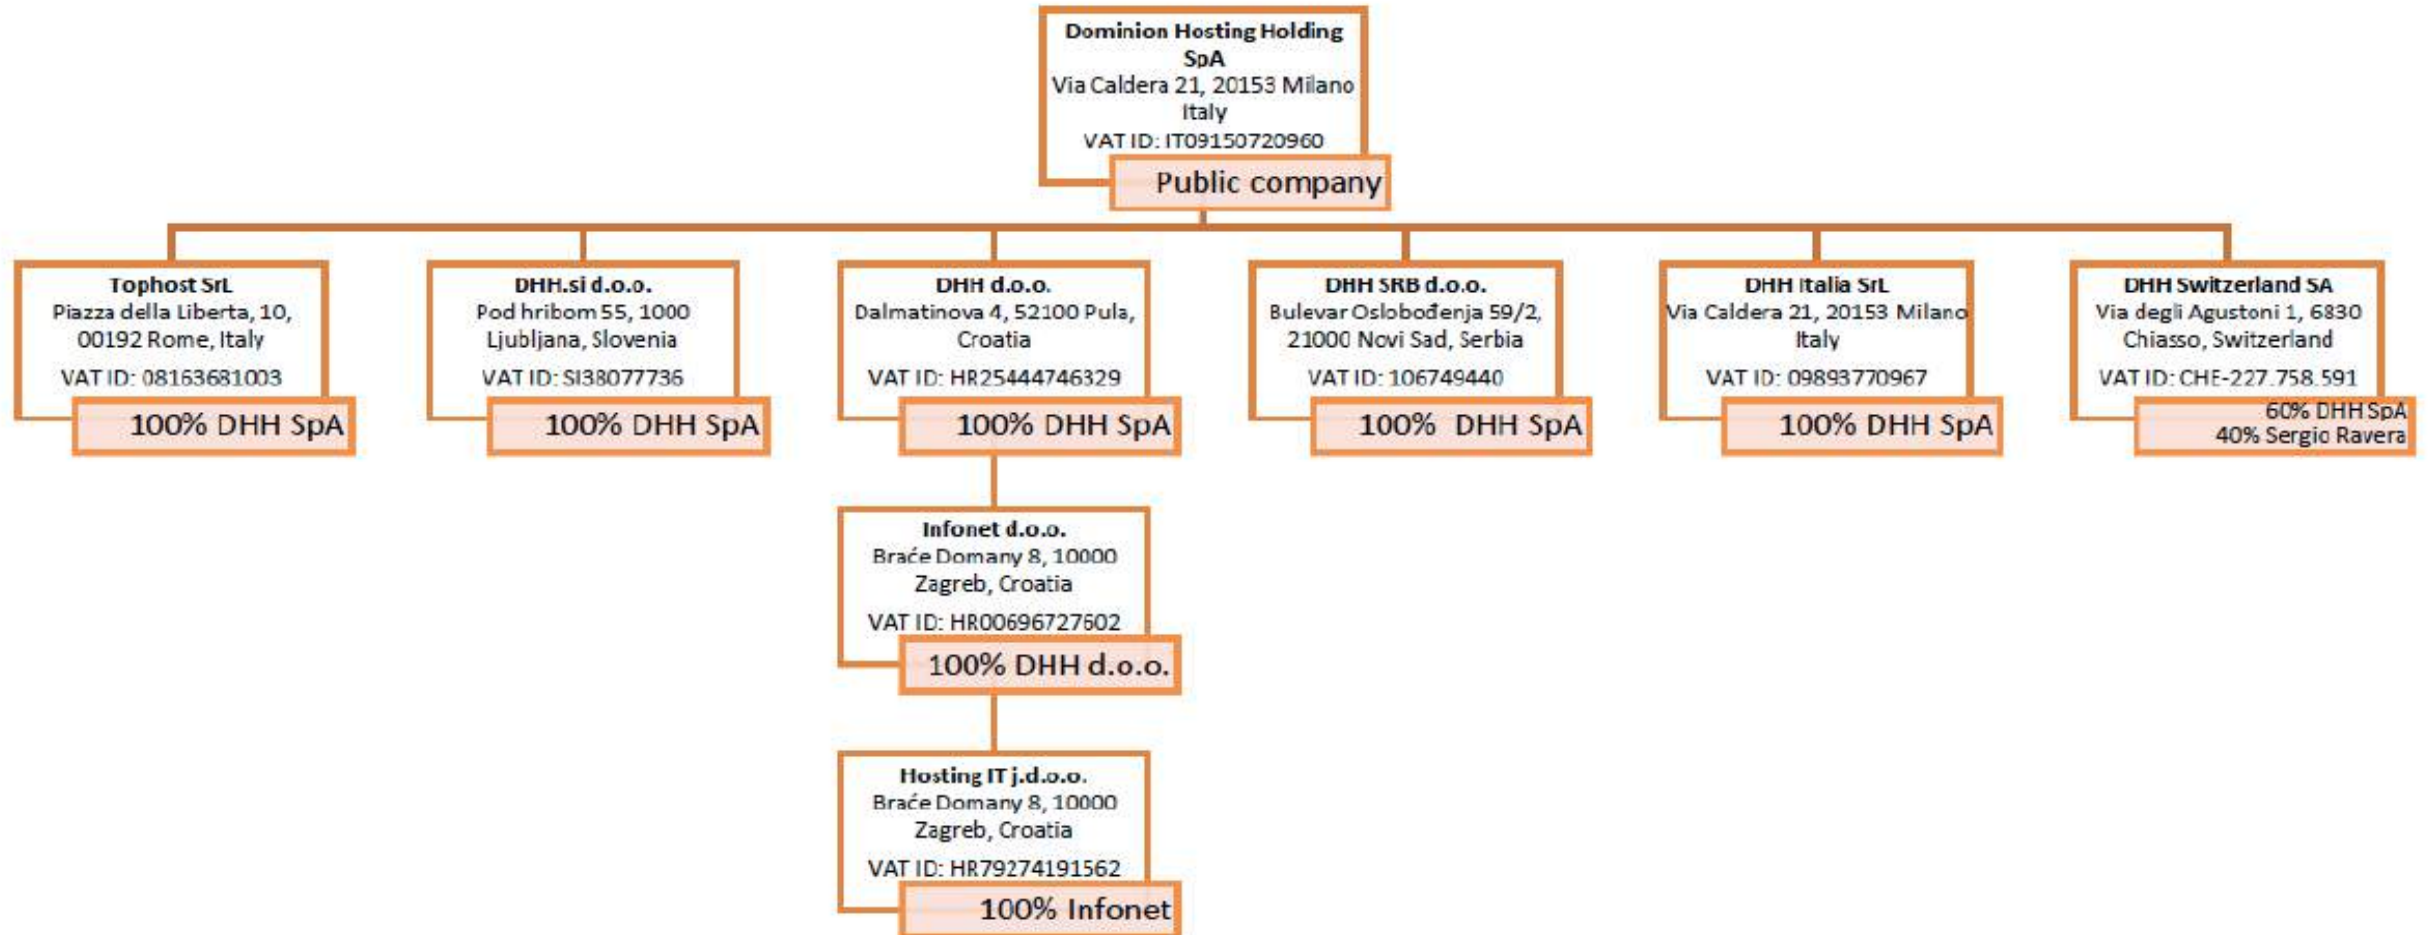 Dominion Hosting Holding
SpA
Via Caldera 21, 20153 Milano
Italy
VAT ID: IT09150720960
Public company
Tophost SrL
Piazza della Liberta, 10,
00192 Rome, Italy
VAT ID: 08163681003
100% DHH SpA
DHH.si d.o.o.
Pod hribom 55, 1000
Ljubljana, Slovenia
VAT ID: SI38077736
100% DHH SpA
DHH d.o.o.
Dalmatinova 4, 52100 Pula,
Croatia
VAT ID: HR25444746329
100% DHH SpA
DHH SRB d.o.o.
Bulevar Oslobođenja 59/2,
21000 Novi Sad, Serbia
VAT ID: 106749440
100% DHH SpA
DHH Italia SrL
Via Caldera 21, 20153 Milano
Italy
VAT ID: 09893770967
100% DHH SpA
DHH Switzerland SA
Via degli Agustoni 1, 6830
Chiasso, Switzerland
VAT ID: CHE-227.758.591
60% DHH SpA
40% Sergio Ravera
Infonet d.o.o.
Braće Domany 8, 10000
Zagreb, Croatia
VAT ID: HR00696727602
100% DHH d.o.o.
Hosting IT j.d.o.o.
Braće Domany 8, 10000
Zagreb, Croatia
VAT ID: HR79274191562
100% Infonet